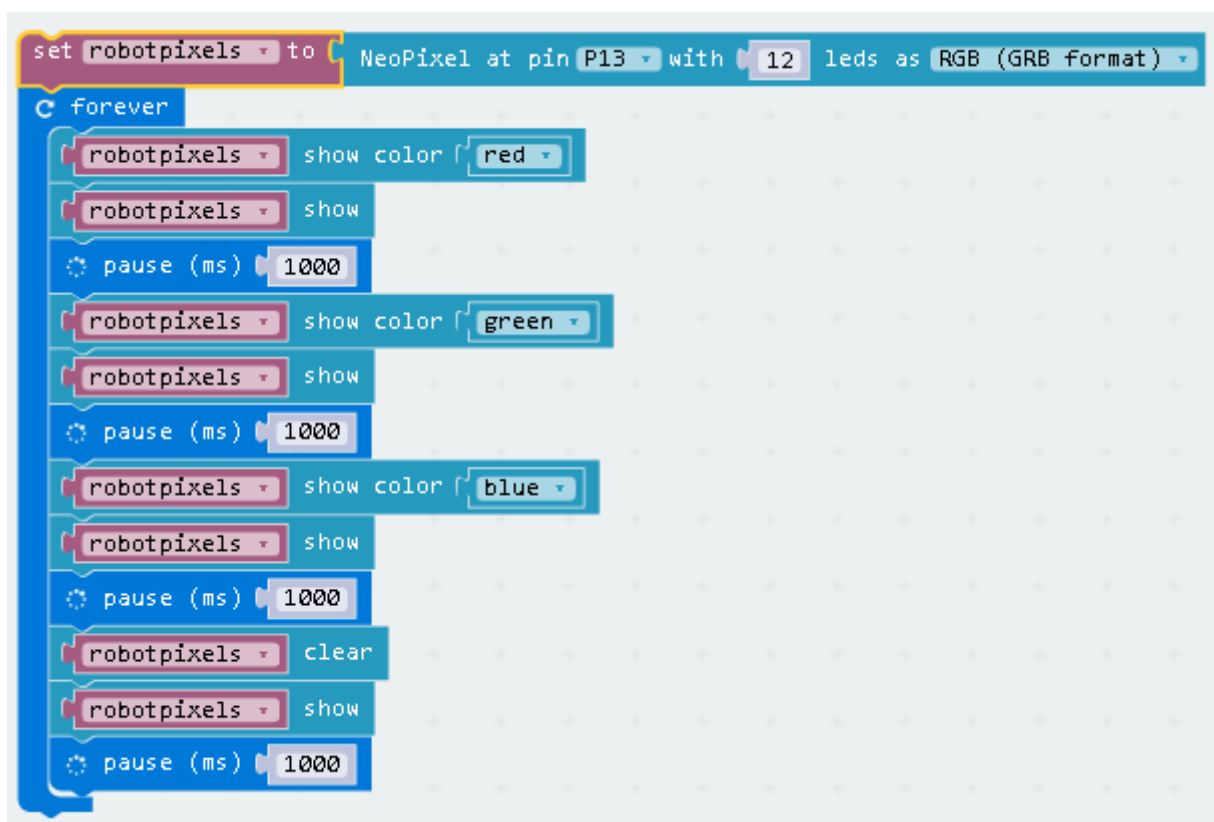 set robotpixels to NeoPixel at pin P13 with 12 leds as RGB (GRB format)
forever
robotpixels show color red
robotpixels show
pause (ms) 1000
robotpixels show color green
robotpixels show
pause (ms) 1000
robotpixels show color blue
robotpixels show
pause (ms) 1000
robotpixels clear
robotpixels show
pause (ms) 1000